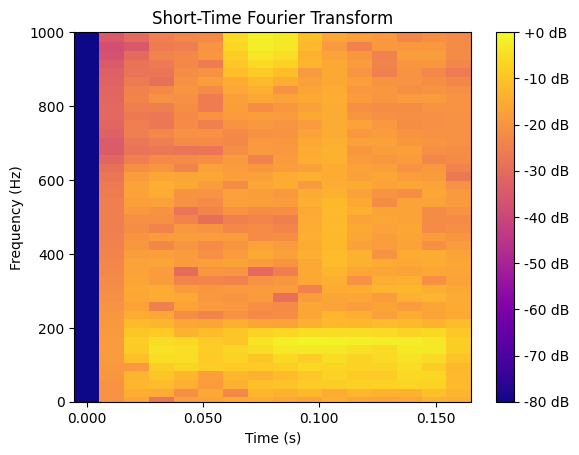 Short-Time Fourier Transform
1000
800
600
400
200
0
Frequency (Hz)
0.000
0.050
0.100
0.150
Time (s)
+0 dB
-10 dB
-20 dB
-30 dB
-40 dB
-50 dB
-60 dB
-70 dB
-80 dB